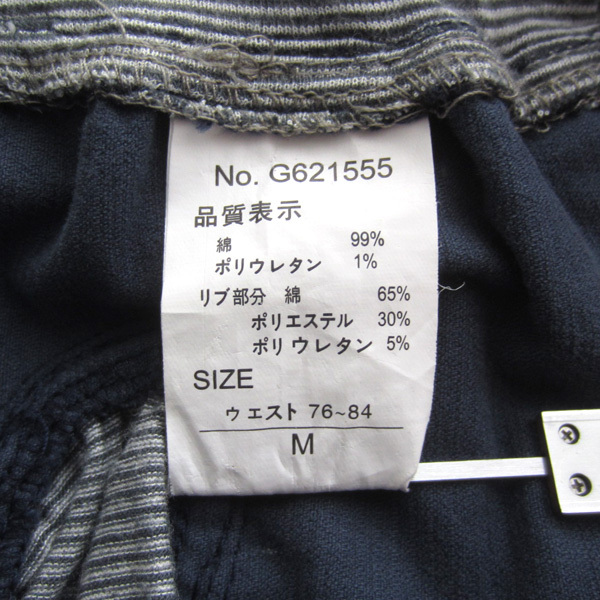 No. G621555
品質表示
綿 99%
ポリウレタン 1%
リブ部分 綿 65%
ポリエステル 30%
ポリウレタン 5%
SIZE
ウェスト 76~84
M